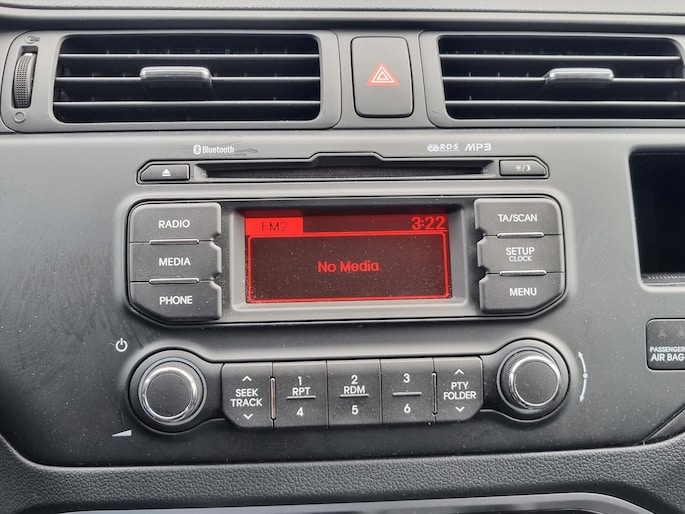 Bluetooth
R·D·S MP3
RADIO
MEDIA
PHONE
FM2 3:22
No Media
TA/SCAN
SETUP
CLOCK
MENU
SEEK
TRACK
1
RPT
4
2
RDM
5
3
6
PTY
FOLDER
PASSENGER
AIR BAG